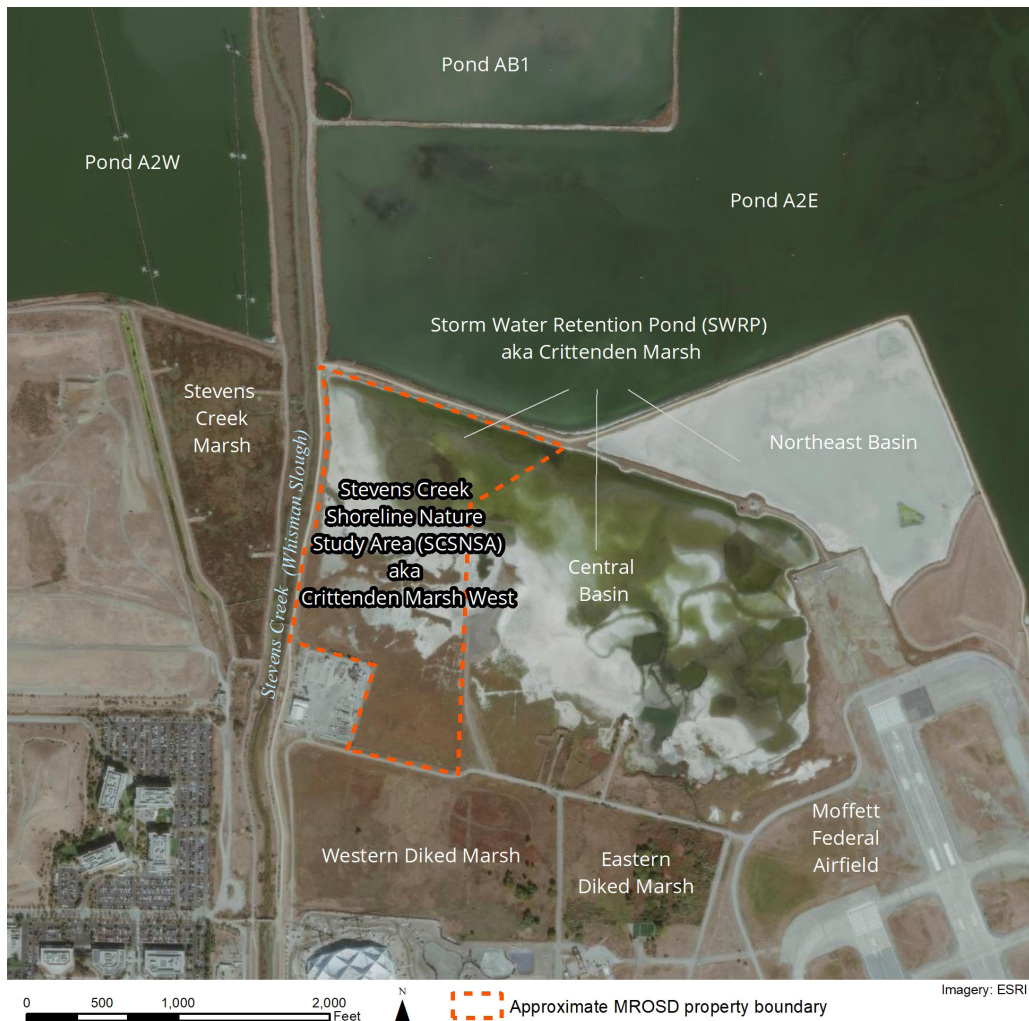 Pond AB1
Pond A2W
Pond A2E
Storm Water Retention Pond (SWRP)
aka Crittenden Marsh
Stevens
Creek
Marsh
Northeast Basin
Stevens Creek (Whisman Slough)
Stevens Creek
Shoreline Nature
Study Area (SCSNSA)
aka
Crittenden Marsh West
Central
Basin
Moffett
Federal
Airfield
Western Diked Marsh
Eastern
Diked Marsh
Imagery: ESRI
0 500 1,000 2,000
Feet
N
Approximate MROSD property boundary